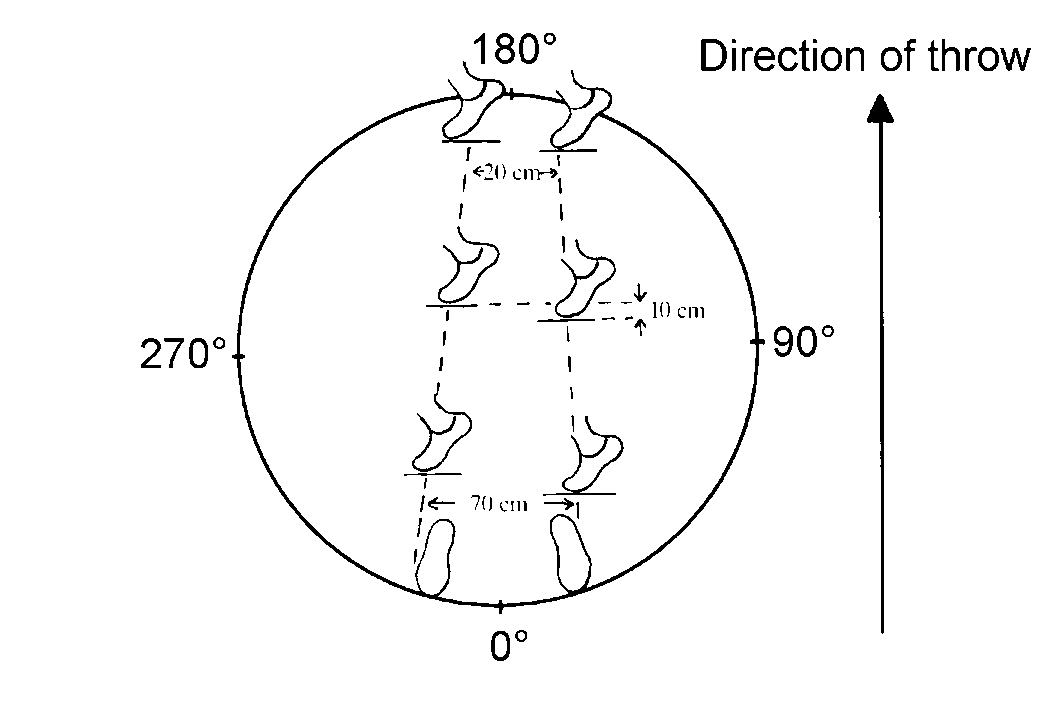 180°
Direction of throw
20 cm
10 cm
270°
90°
70 cm
0°